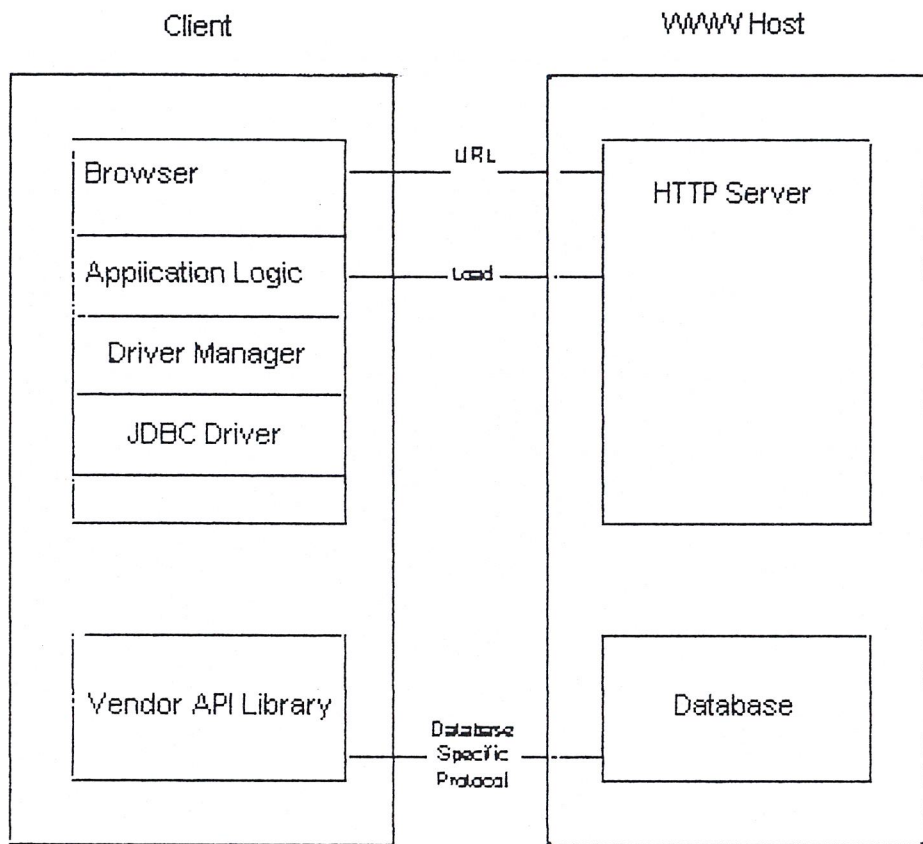 Client
WWW Host
Browser
URL
HTTP Server
Application Logic
Load
Driver Manager
JDBC Driver
Vendor API Library
Database
Specific
Protocol
Database